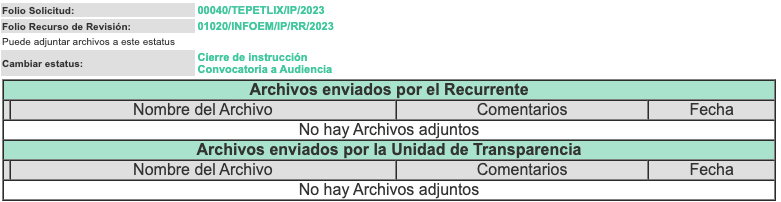 Folio Solicitud: 00040/TEPETLIX/IP/2023
Folio Recurso de Revisión: 01020/INFOEM/IP/RR/2023
Puede adjuntar archivos a este estatus
Cambiar estatus: Cierre de instrucción
Convocatoria a Audiencia
Archivos enviados por el Recurrente
Nombre del Archivo Comentarios Fecha
No hay Archivos adjuntos
Archivos enviados por la Unidad de Transparencia
Nombre del Archivo Comentarios Fecha
No hay Archivos adjuntos